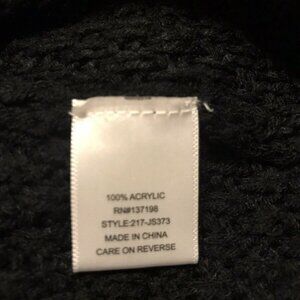 100% ACRYLIC
RN#137198
STYLE:217-JS373
MADE IN CHINA
CARE ON REVERSE